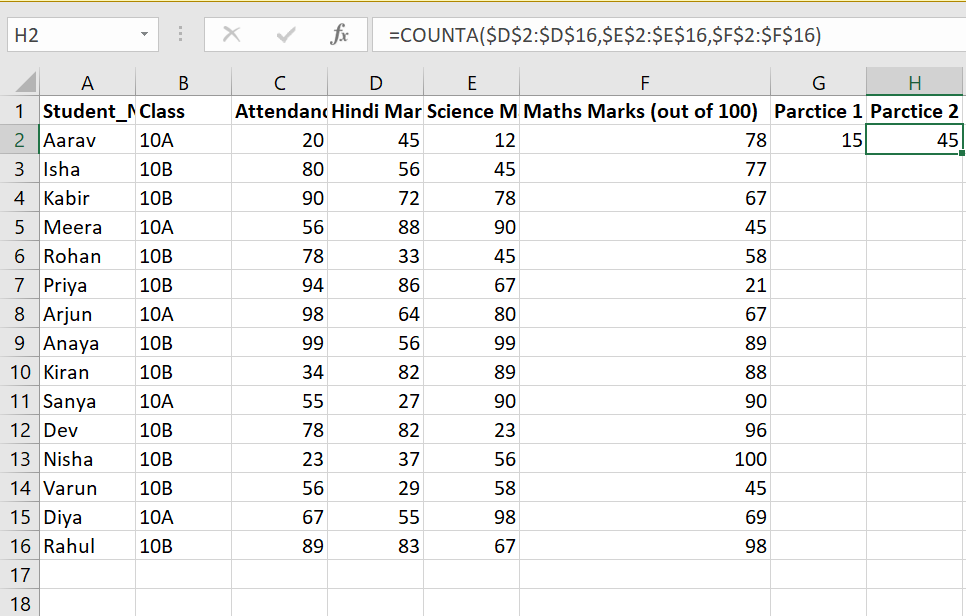 H2 fx =COUNTA($D$2:$D$16,$E$2:$E$16,$F$2:$F$16)
A B C D E F G H
1 Student_N Class Attendanc Hindi Mar Science M Maths Marks (out of 100) Parctice 1 Parctice 2
2 Aarav 10A 20 45 12 78 15 45
3 Isha 10B 80 56 45 77
4 Kabir 10B 90 72 78 67
5 Meera 10A 56 88 90 45
6 Rohan 10B 78 33 45 58
7 Priya 10B 94 86 67 21
8 Arjun 10A 98 64 80 67
9 Anaya 10B 99 56 99 89
10 Kiran 10B 34 82 89 88
11 Sanya 10A 55 27 90 90
12 Dev 10B 78 82 23 96
13 Nisha 10B 23 37 56 100
14 Varun 10B 56 29 58 45
15 Diya 10A 67 55 98 69
16 Rahul 10B 89 83 67 98
17
18